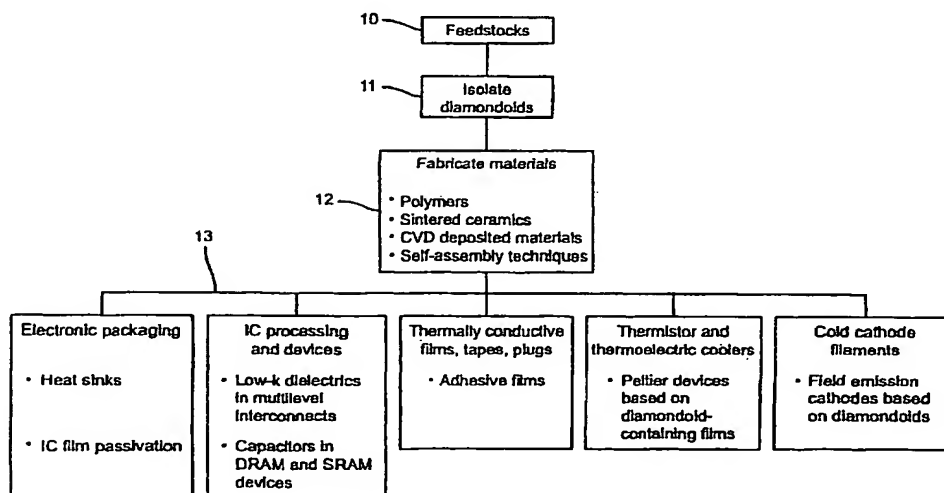 10
Feedstocks
11
Isolate
diamondoids
Fabricate materials
12
• Polymers
• Sintered ceramics
• CVD deposited materials
• Self-assembly techniques
13
Electronic packaging
• Heat sinks
• IC film passivation
IC processing
and devices
• Low-k dielectrics
in multilevel
interconnects
• Capacitors in
DRAM and SRAM
devices
Thermally conductive
films, tapes, plugs
• Adhesive films
Thermistor and
thermoelectric coolers
• Peltier devices
based on
diamondoid-
containing films
Cold cathode
filaments
• Field emission
cathodes based
on diamondoids